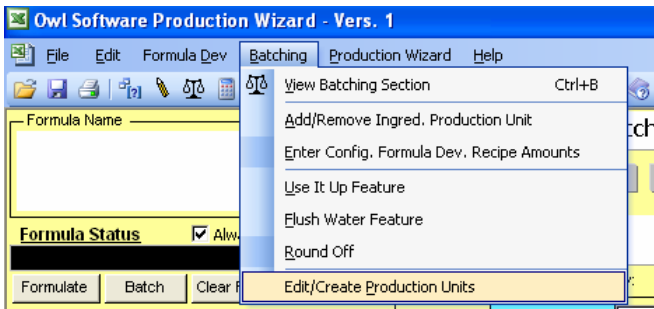 Owl Software Production Wizard - Vers. 1
File Edit Formula Dev Batching Production Wizard Help
View Batching Section Ctrl+B
Formula Name
Add/Remove Ingred. Production Unit
Enter Config. Formula Dev. Recipe Amounts
Use It Up Feature
Flush Water Feature
Formula Status Alw
Round Off
Formulate Batch Clear F
Edit/Create Production Units